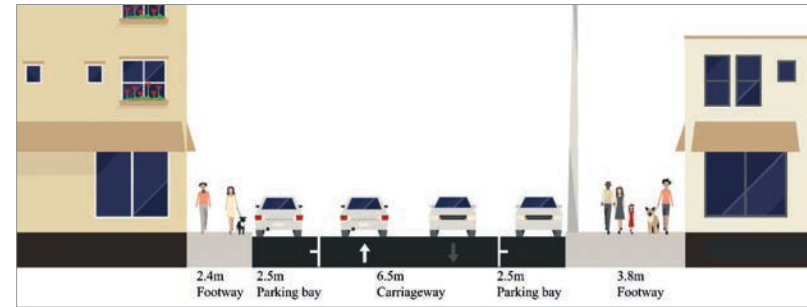 2.4m
Footway
2.5m
Parking bay
6.5m
Carriageway
2.5m
Parking bay
3.8m
Footway